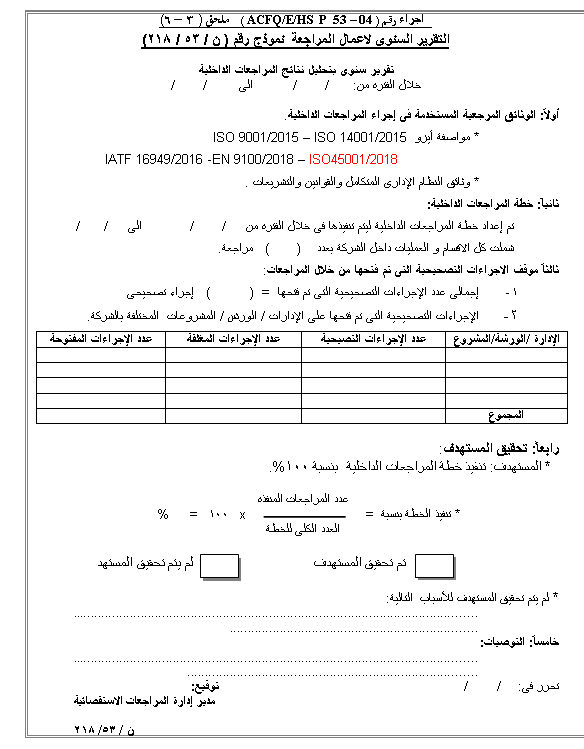 اجراء رقم ( ACFQ/E/HS P 53 –04 ) ملحق ( ٣ – ٦)
التقرير السنوى لاعمال المراجعة نموذج رقم ( ن / ٥٣ / ٢١٨)
تقرير سنوى بتحليل نتائج المراجعات الداخلية
خلال الفتره من: / / الى / /
أولاً: الوثائق المرجعية المستخدمة فى إجراء المراجعات الداخلية.
* مواصفة أيزو ISO 9001/2015 – ISO 14001/2015
IATF 16949/2016 -EN 9100/2018 – ISO45001/2018
* وثائق النظام الإدارى المتكامل والقوانين والتشريعات .
ثانياً: خطة المراجعات الداخلية:
تم إعداد خطة المراجعات الداخلية ليتم تنفيذها فى خلال الفتره من / / الى / /
شملت كل الاقسام و العمليات داخل الشركة بعدد ( ) مراجعة.
ثالثاً موقف الاجراءات التصحيحية التى تم فتحها من خلال المراجعات:
١- إجمالى عدد الإجراءات التصحيحية التى تم فتحها = ( ) إجراء تصحيحى
٢- الإجراءات التصحيحية التى تم فتحها على الإدارات / الورش / المشروعات المختلفة بالشركة.
الإدارة /الورشة/المشروع عدد الإجراءات التصيحية عدد الإجراءات المغلقة عدد الإجراءات المفتوحة
المجموع
رابعاً: تحقيق المستهدف:
* المستهدف: تنفيذ خطة المراجعات الداخلية بنسبة ١٠٠%.
عدد المراجعات المنفذه
* تنفيذ الخطة بنسبة = x ١٠٠ = %
العدد الكلى للخطة
تم تحقيق المستهدف لم يتم تحقيق المستهد
* لم يتم تحقيق المستهدف للأسباب التالية:
خامساً: التوصيات:
تحرر فى: / / توقيع:
مدير إدارة المراجعات الاستقصائية
ن / ٥٣/ ٢١٨